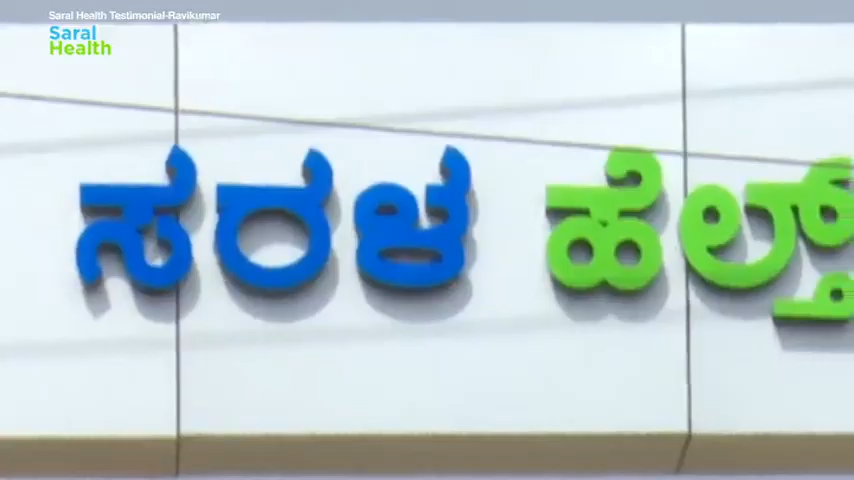 Saral Health Testimonial-Ravikumar
Saral
Health
ಸರಳ ಹೆಲ್ತ್